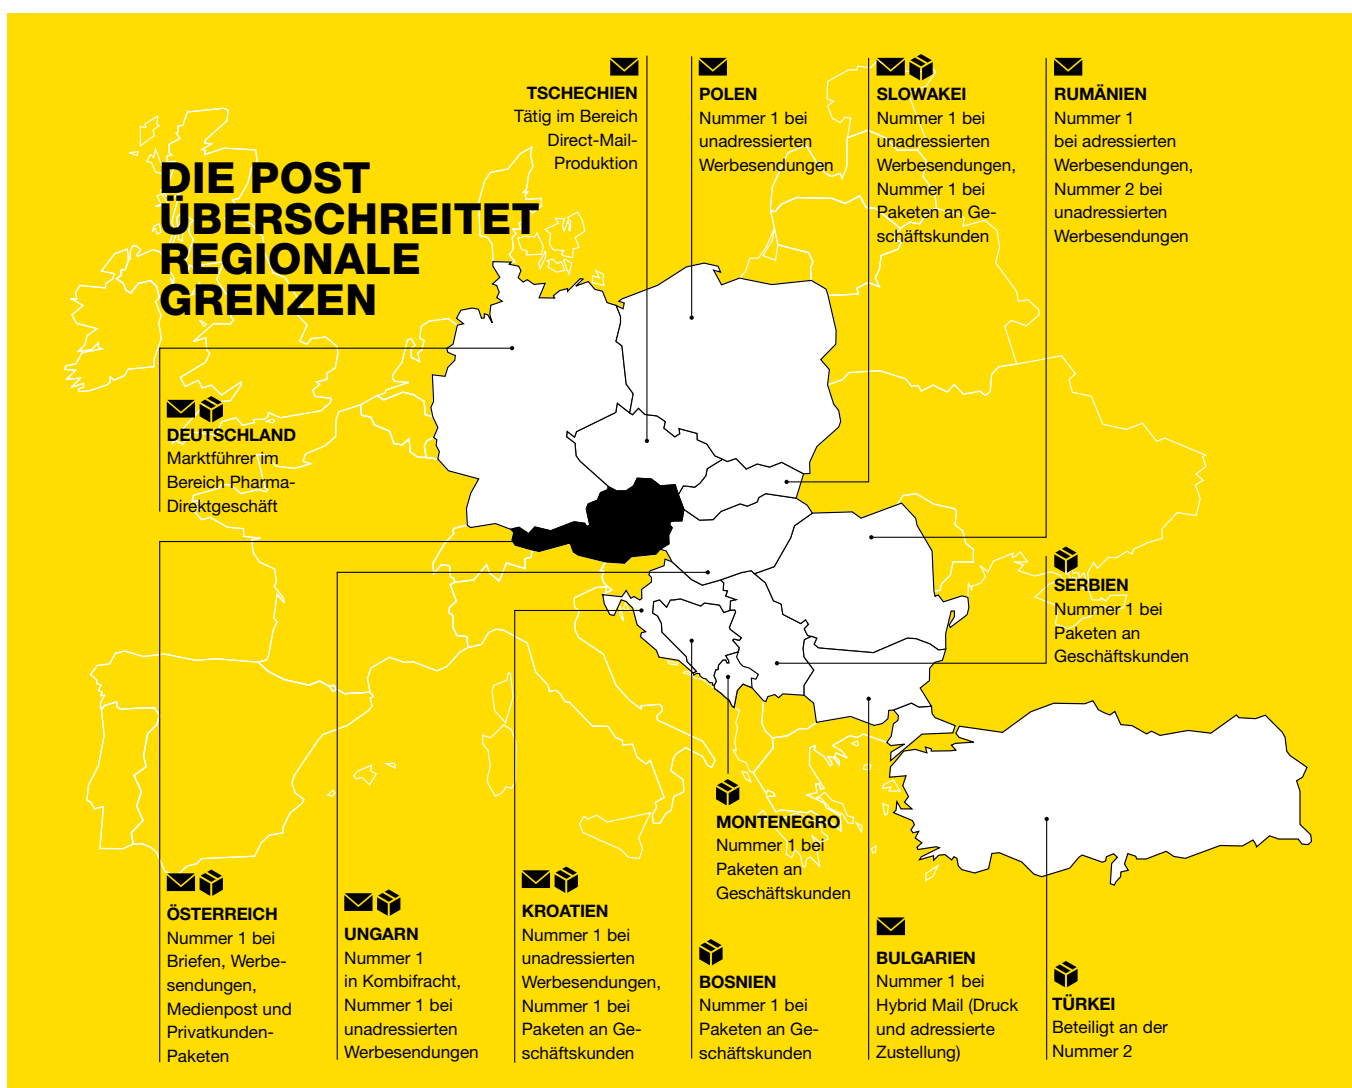 DIE POST
ÜBERSCHREITET
REGIONALE
GRENZEN
TSCHECHIEN
Tätig im Bereich
Direct-Mail-
Produktion
POLEN
Nummer 1 bei
unadressierten
Werbesendungen
SLOWAKEI
Nummer 1 bei
unadressierten
Werbesendungen,
Nummer 1 bei
Paketen an Ge-
schäftskunden
RUMÄNIEN
Nummer 1
bei adressierten
Werbesendungen,
Nummer 2 bei
unadressierten
Werbesendungen
DEUTSCHLAND
Marktführer im
Bereich Pharma-
Direktgeschäft
SERBIEN
Nummer 1 bei
Paketen an
Geschäftskunden
MONTENEGRO
Nummer 1 bei
Paketen an
Geschäftskunden
ÖSTERREICH
Nummer 1 bei
Briefen, Werbe-
sendungen,
Medienpost und
Privatkunden-
Paketen
UNGARN
Nummer 1
in Kombifracht,
Nummer 1 bei
unadressierten
Werbesendungen
KROATIEN
Nummer 1 bei
unadressierten
Werbesendungen,
Nummer 1 bei
Paketen an Ge-
schäftskunden
BOSNIEN
Nummer 1 bei
Paketen an Ge-
schäftskunden
BULGARIEN
Nummer 1 bei
Hybrid Mail (Druck
und adressierte
Zustellung)
TÜRKEI
Beteiligt an der
Nummer 2